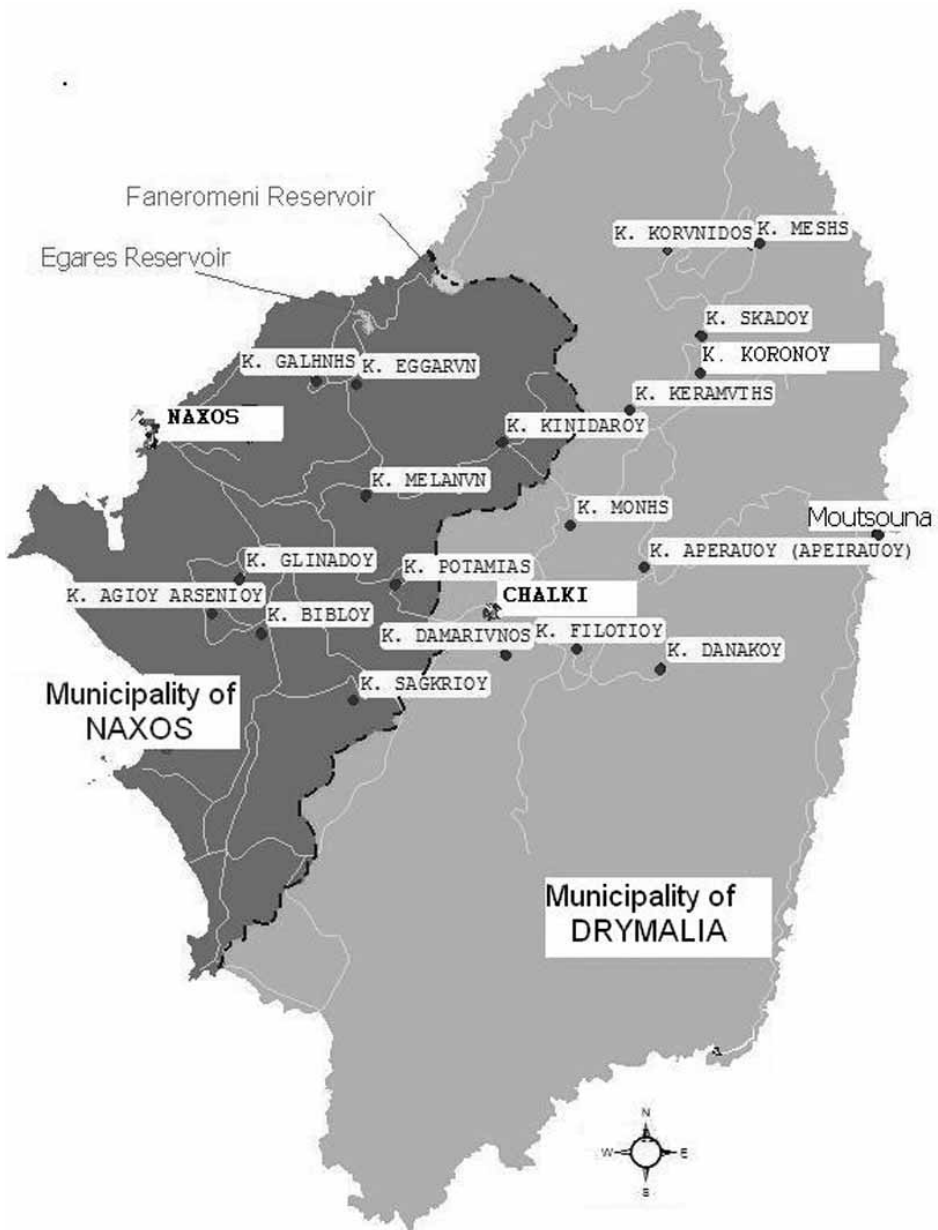 Faneromeni Reservoir
Egares Reservoir
K. KORVNIDOS
K. MESHS
K. SKADOY
K. KORONOY
K. GALHNHS
K. EGGARVN
K. KERAMVTHS
NAXOS
K. KINIDAROY
K. MELANVN
K. MONHS
Moutsouna
K. APERAUOY (APEIRAUOY)
K. GLINADOY
K. POTAMIAS
K. AGIOY ARSENIOY
CHALKI
K. BIBLOY
K. DAMARIVNOS
K. FILOTIOY
K. DANAKOY
K. SAGKRIOY
Municipality of
NAXOS
Municipality of
DRYMALIA
N
W
E
S